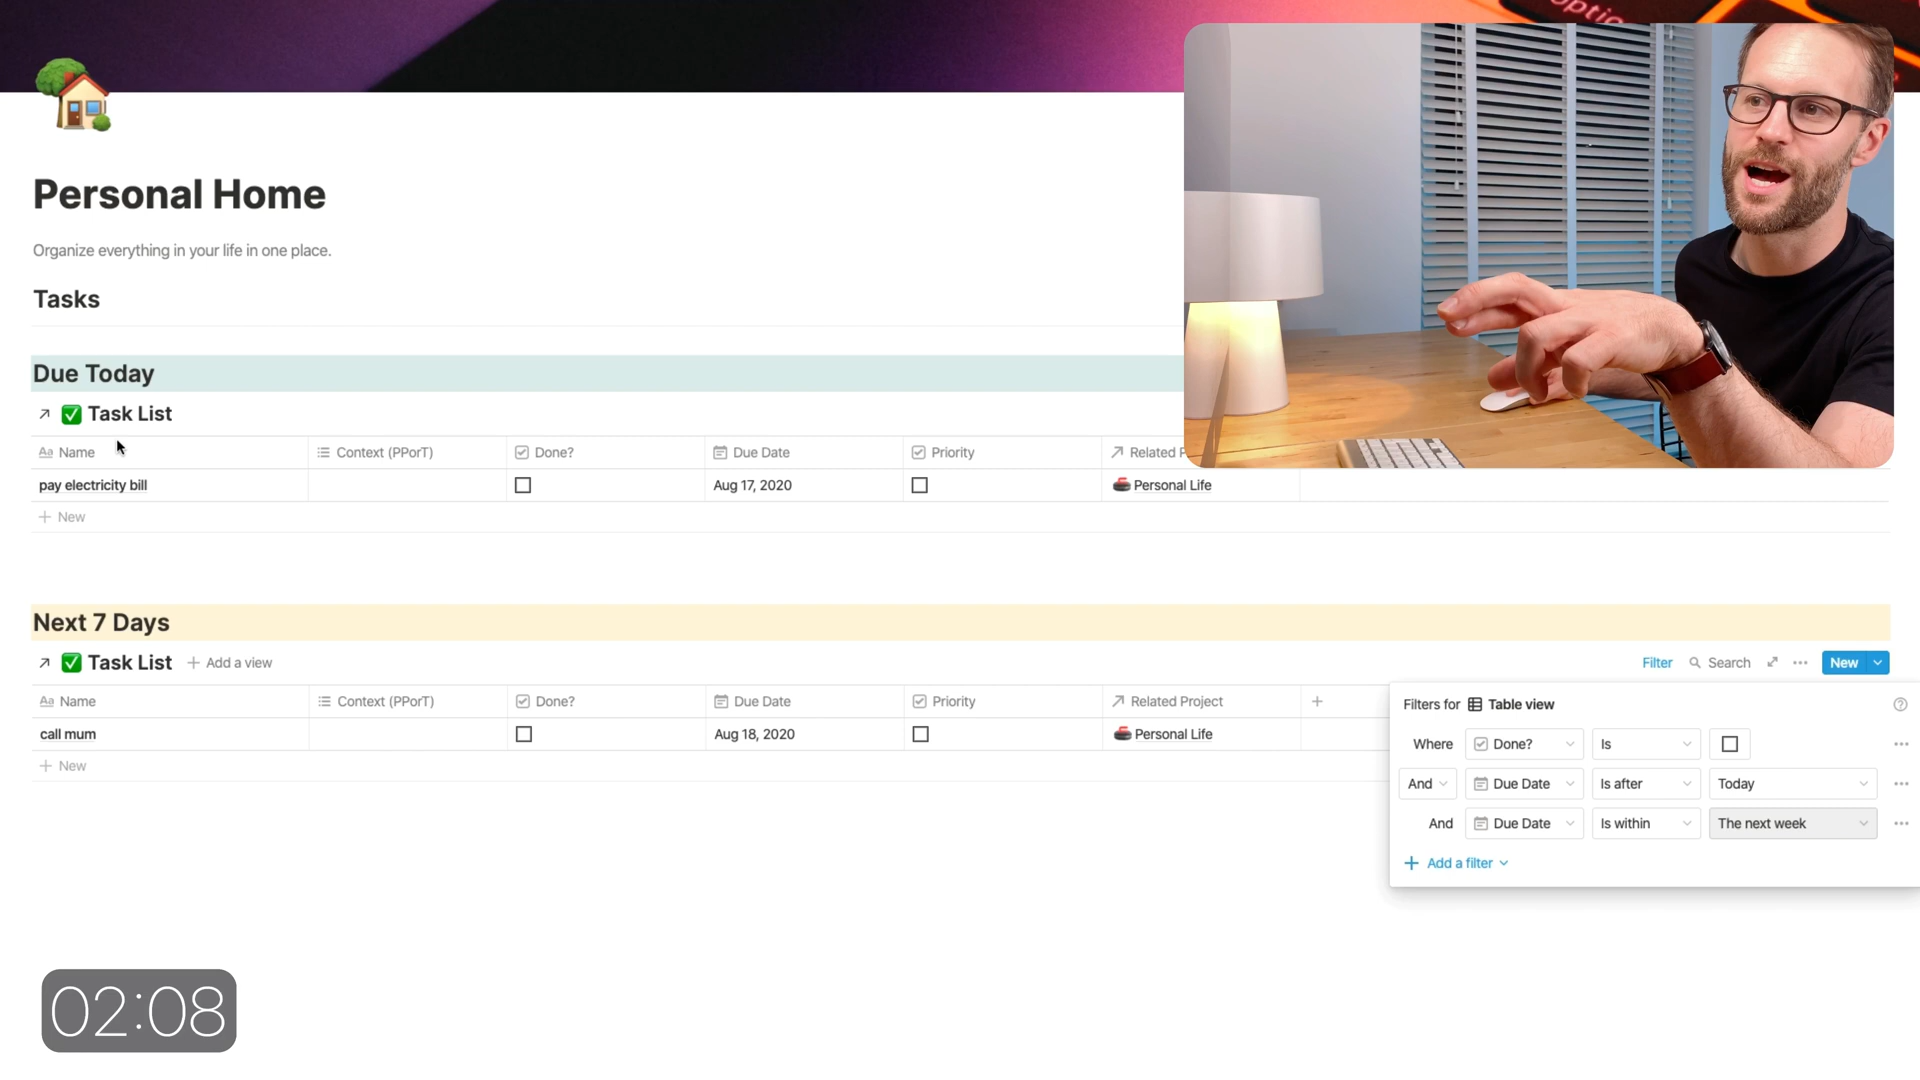 optio
Personal Home
Organize everything in your life in one place.
Tasks
Due Today
Task List
Aa Name Context (PPorT) Done? Due Date Priority Related P
pay electricity bill Aug 17, 2020 Personal Life
+ New
Next 7 Days
Task List + Add a view Filter Search ... New
Aa Name Context (PPorT) Done? Due Date Priority Related Project +
call mum Aug 18, 2020 Personal Life
+ New
Filters for Table view
Where Done? Is
And Due Date Is after Today
And Due Date Is within The next week
+ Add a filter
02:08